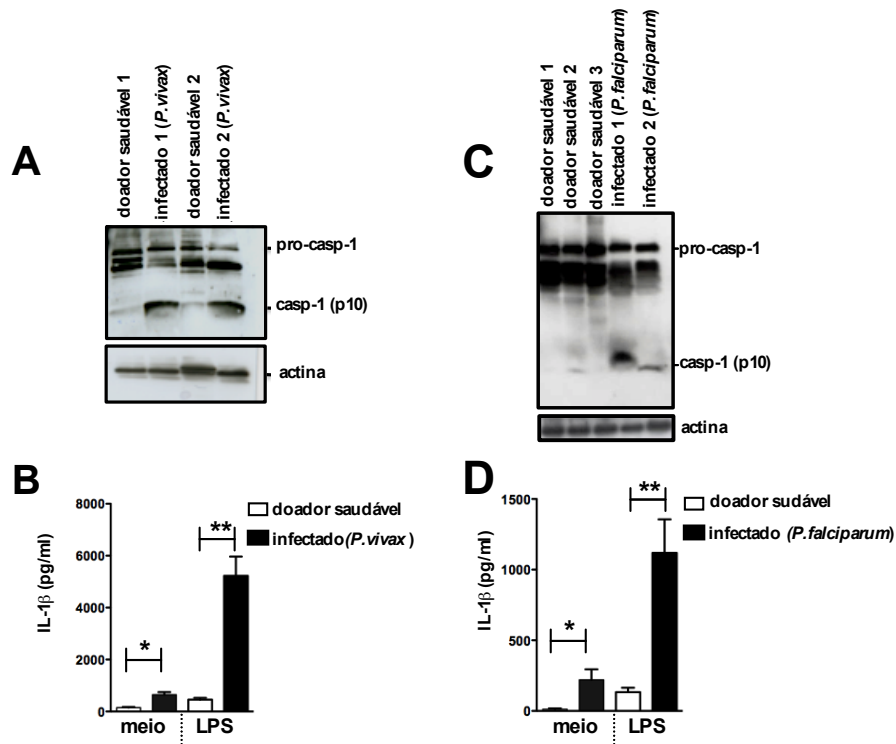 A
doador saudável 1
infectado 1 (P.vivax)
doador saudável 2
infectado 2 (P.vivax)
pro-casp-1
casp-1 (p10)
actina
C
doador saudável 1
doador saudável 2
doador saudável 3
infectado 1 (P.falciparum)
infectado 2 (P.falciparum)
pro-casp-1
casp-1 (p10)
actina
B
IL-1β (pg/ml)
8000
6000
4000
2000
0
*
**
doador saudável
infectado(P.vivax )
meio
LPS
D
IL-1β (pg/ml)
1500
1000
500
0
*
**
doador sudável
infectado (P.falciparum)
meio
LPS